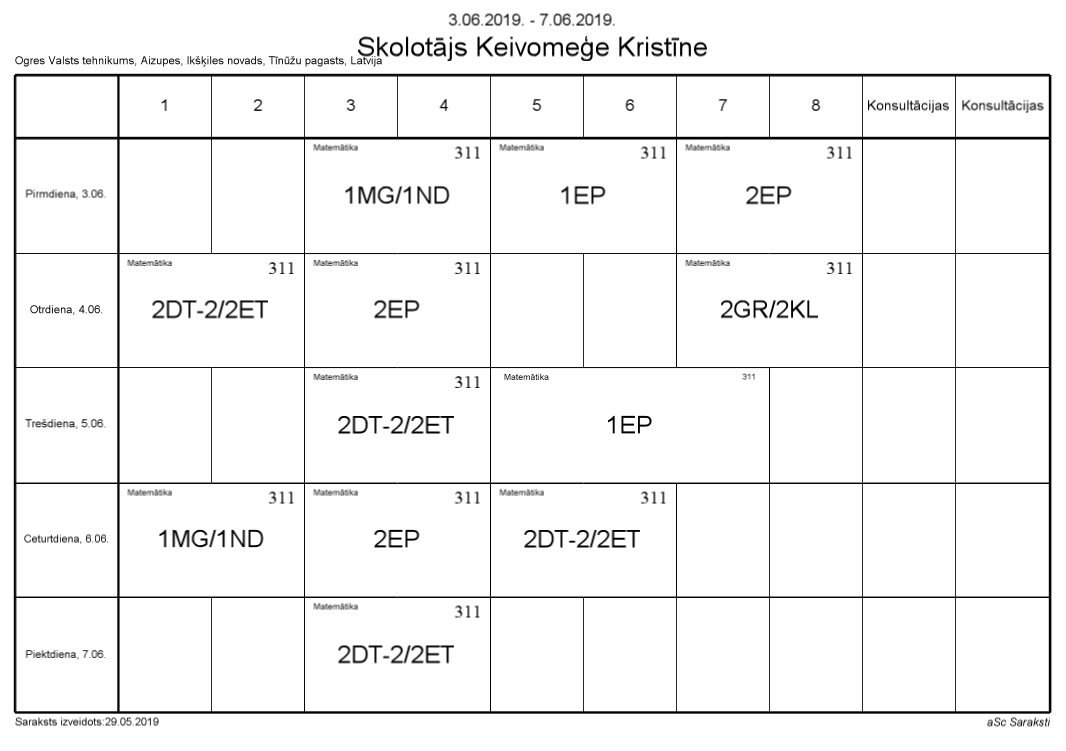 3.06.2019. - 7.06.2019.
Skolotājs Keivomeģe Kristīne
Ogres Valsts tehnikums, Aizupes, Ikšķiles novads, Tīnūžu pagasts, Latvija
1 2 3 4 5 6 7 8 Konsultācijas Konsultācijas
Matemātika 311 Matemātika 311 Matemātika 311
Pirmdiena, 3.06. 1MG/1ND 1EP 2EP
Matemātika 311 Matemātika 311 Matemātika 311
Otrdiena, 4.06. 2DT-2/2ET 2EP 2GR/2KL
Matemātika 311 Matemātika 311
Trešdiena, 5.06. 2DT-2/2ET 1EP
Matemātika 311 Matemātika 311 Matemātika 311
Ceturtdiena, 6.06. 1MG/1ND 2EP 2DT-2/2ET
Matemātika 311
Piektdiena, 7.06. 2DT-2/2ET
Saraksts izveidots:29.05.2019 aSc Saraksti